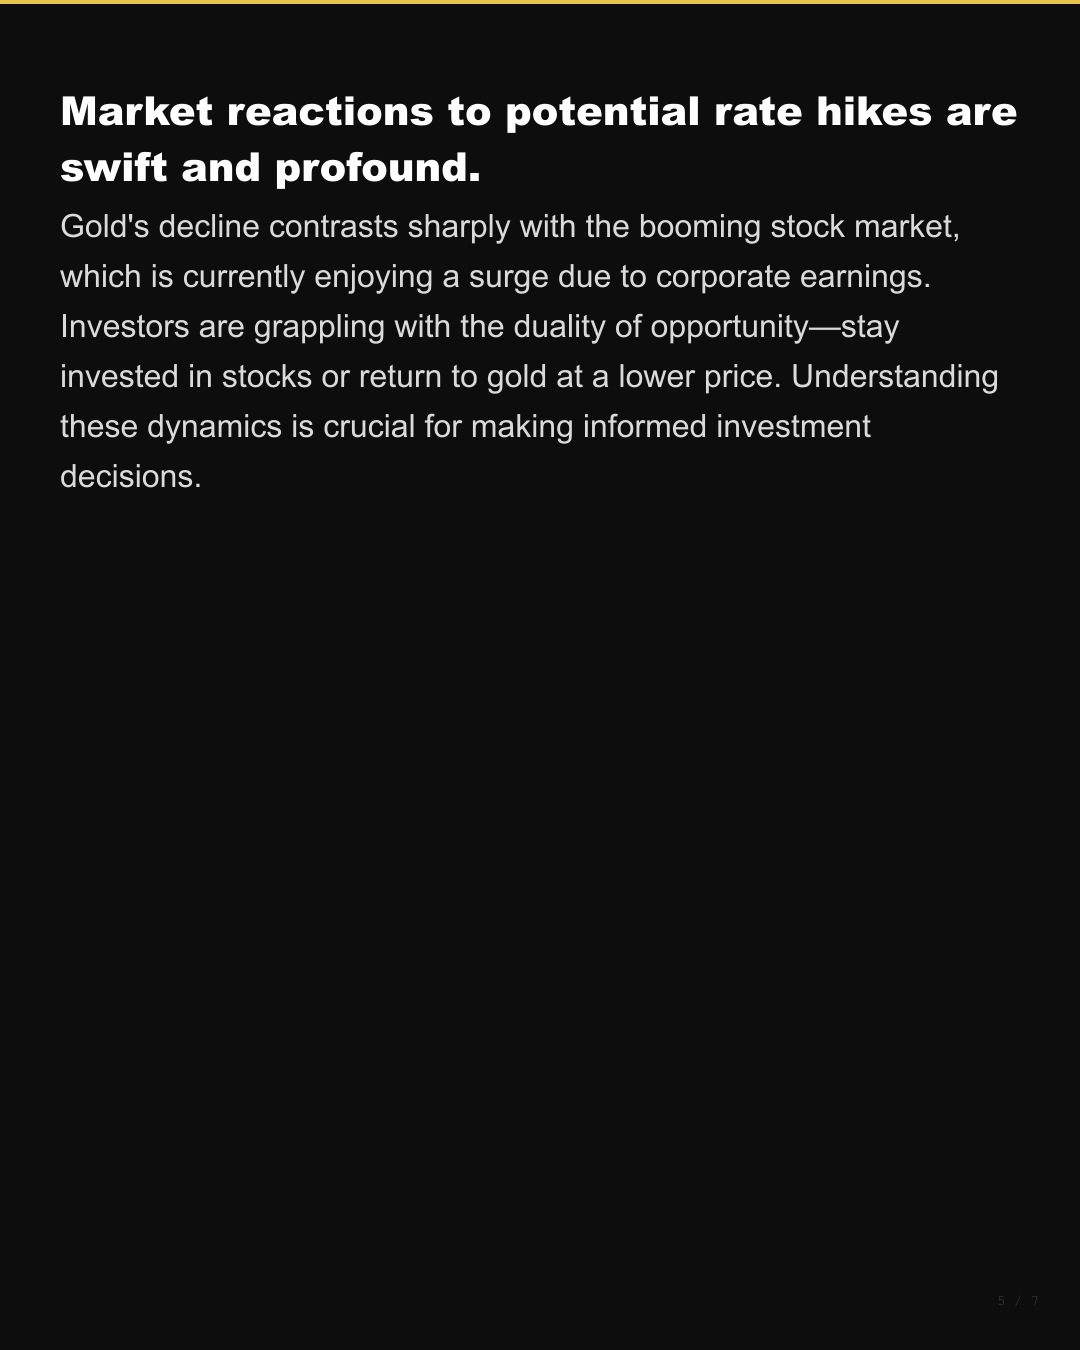 Market reactions to potential rate hikes are
swift and profound.
Gold's decline contrasts sharply with the booming stock market,
which is currently enjoying a surge due to corporate earnings.
Investors are grappling with the duality of opportunity—stay
invested in stocks or return to gold at a lower price. Understanding
these dynamics is crucial for making informed investment
decisions.
5 / 7